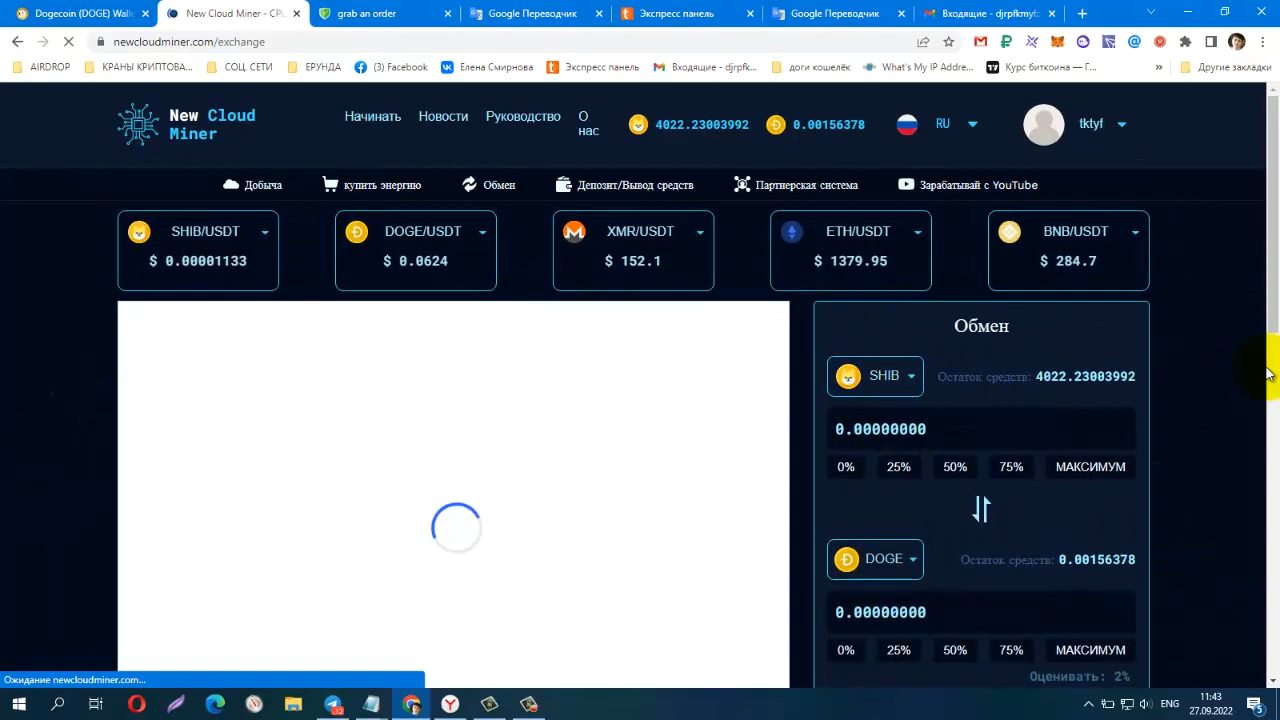 Dogecoin (DOGE) Walle
New Cloud Miner - CPU
grab an order
Google Переводчик
Экспресс панель
Google Переводчик
Входящие - djrpfkmyf
newcloudminer.com/exchange
AIRDROP
КРАНЫ КРИПТОВА...
СОЦ. СЕТИ
ЕРУНДА
(3) Facebook
Елена Смирнова
Экспресс панель
Входящие - djrpfk...
доги кошелёк
What's My IP Addre...
Курс биткоина — Г...
»
Другие закладки
New Cloud
Miner
Начинать
Новости
Руководство
О
нас
4022.23003992
0.00156378
RU
tktyf
Добыча
купить энергию
Обмен
Депозит/Вывод средств
Партнерская система
Зарабатывай с YouTube
SHIB/USDT
$ 0.00001133
DOGE/USDT
$ 0.0624
XMR/USDT
$ 152.1
ETH/USDT
$ 1379.95
BNB/USDT
$ 284.7
Обмен
SHIB
Остаток средств: 4022.23003992
0.00000000
0% 25% 50% 75% МАКСИМУМ
DOGE
Остаток средств: 0.00156378
0.00000000
0% 25% 50% 75% МАКСИМУМ
Оценивать: 2%
Ожидание newcloudminer.com...
ENG
11:43
27.09.2022